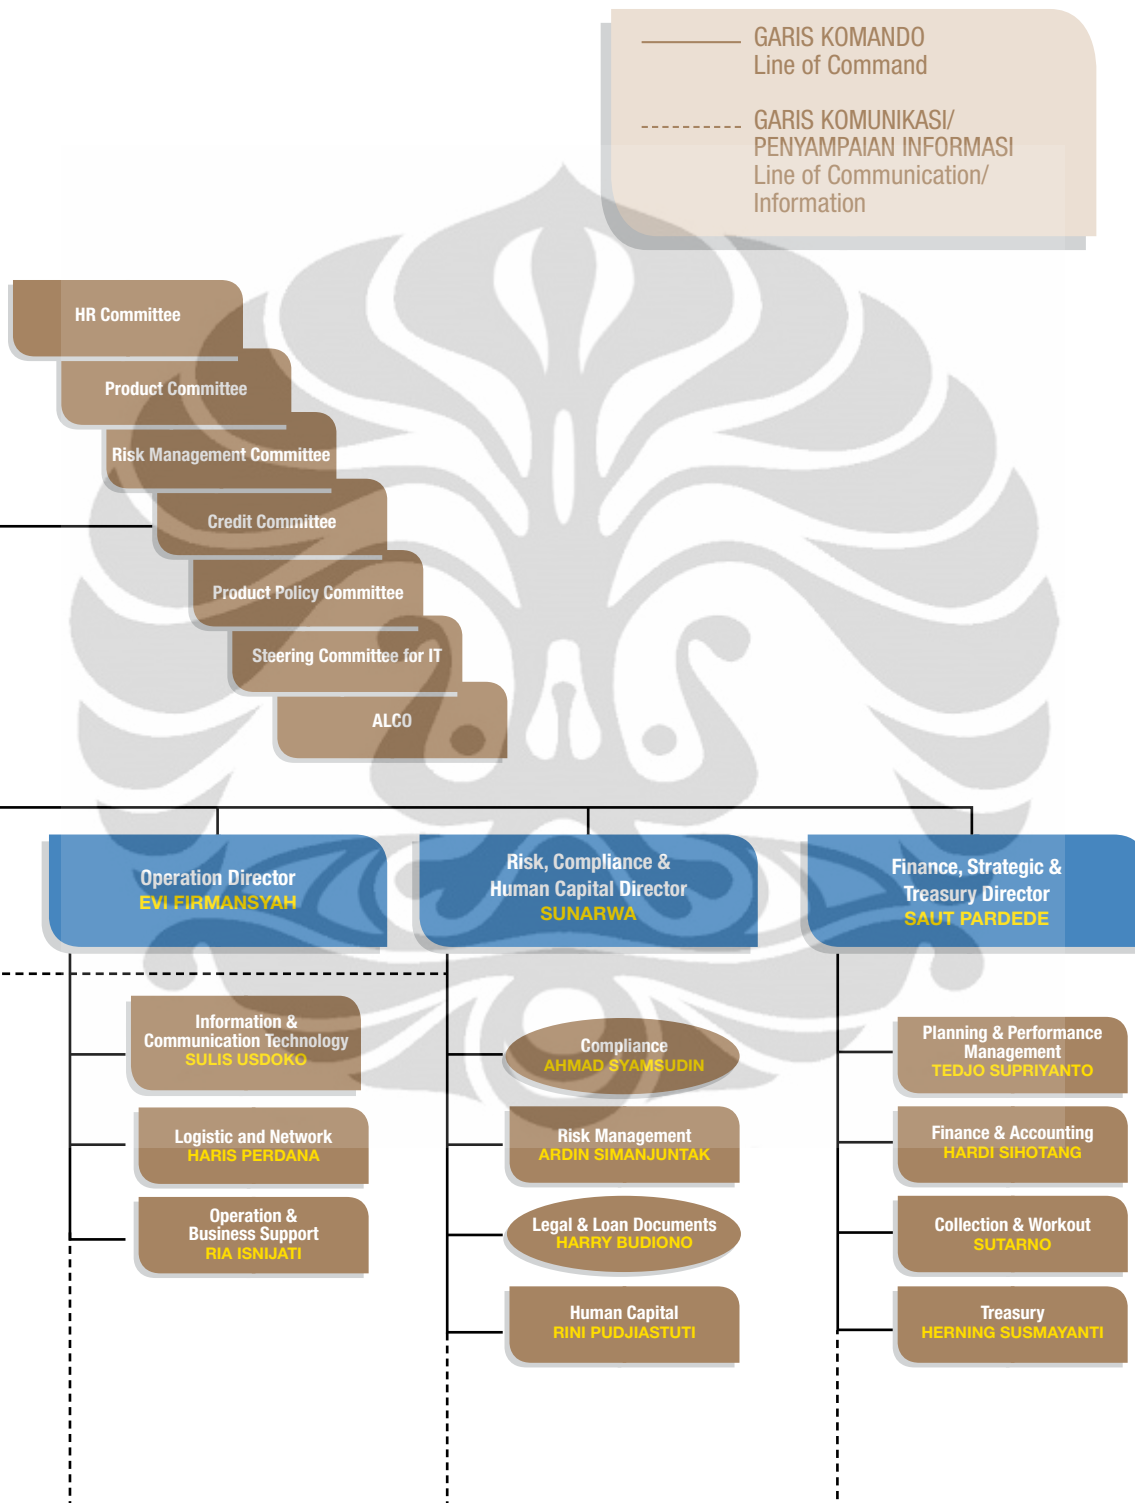 GARIS KOMANDO
Line of Command
GARIS KOMUNIKASI/
PENYAMPAIAN INFORMASI
Line of Communication/
Information
HR Committee
Product Committee
Risk Management Committee
Credit Committee
Product Policy Committee
Steering Committee for IT
ALCO
Operation Director
EVI FIRMANSYAH
Risk, Compliance &
Human Capital Director
SUNARWA
Finance, Strategic &
Treasury Director
SAUT PARDEDE
Information &
Communication Technology
SULIS USDOKO
Logistic and Network
HARIS PERDANA
Operation &
Business Support
RIA ISNIJATI
Compliance
AHMAD SYAMSUDIN
Risk Management
ARDIN SIMANJUNTAK
Legal & Loan Documents
HARRY BUDIONO
Human Capital
RINI PUDJIASTUTI
Planning & Performance
Management
TEDJO SUPRIYANTO
Finance & Accounting
HARDI SIHOTANG
Collection & Workout
SUTARNO
Treasury
HERNING SUSMAYANTI